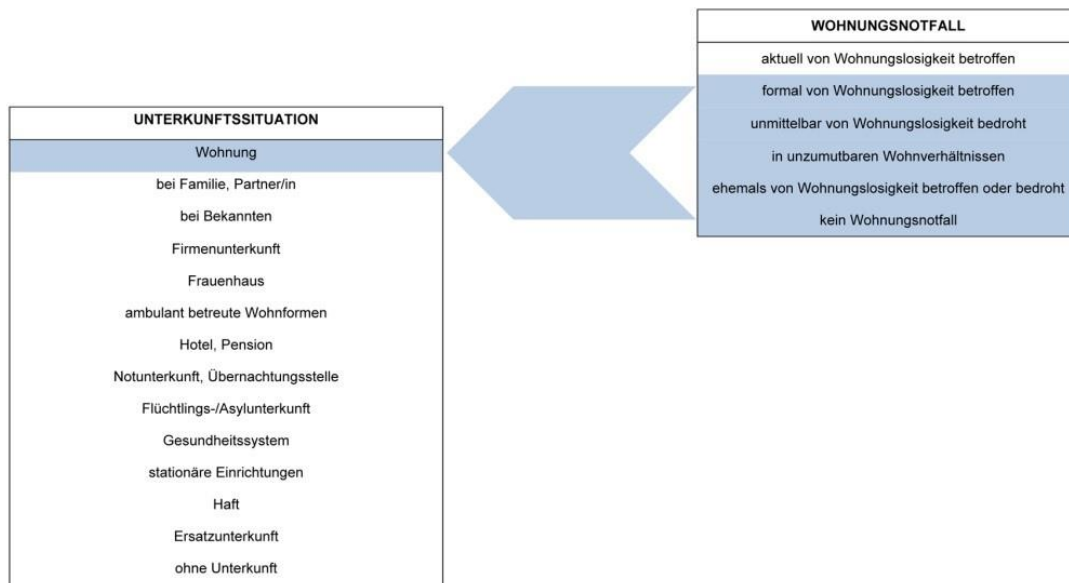 WOHNUNGSNOTFALL
aktuell von Wohnungslosigkeit betroffen
formal von Wohnungslosigkeit betroffen
unmittelbar von Wohnungslosigkeit bedroht
in unzumutbaren Wohnverhältnissen
ehemals von Wohnungslosigkeit betroffen oder bedroht
kein Wohnungsnotfall
UNTERKUNFTSSITUATION
Wohnung
bei Familie, Partner/in
bei Bekannten
Firmenunterkunft
Frauenhaus
ambulant betreute Wohnformen
Hotel, Pension
Notunterkunft, Übernachtungsstelle
Flüchtlings-/Asylunterkunft
Gesundheitssystem
stationäre Einrichtungen
Haft
Ersatzunterkunft
ohne Unterkunft